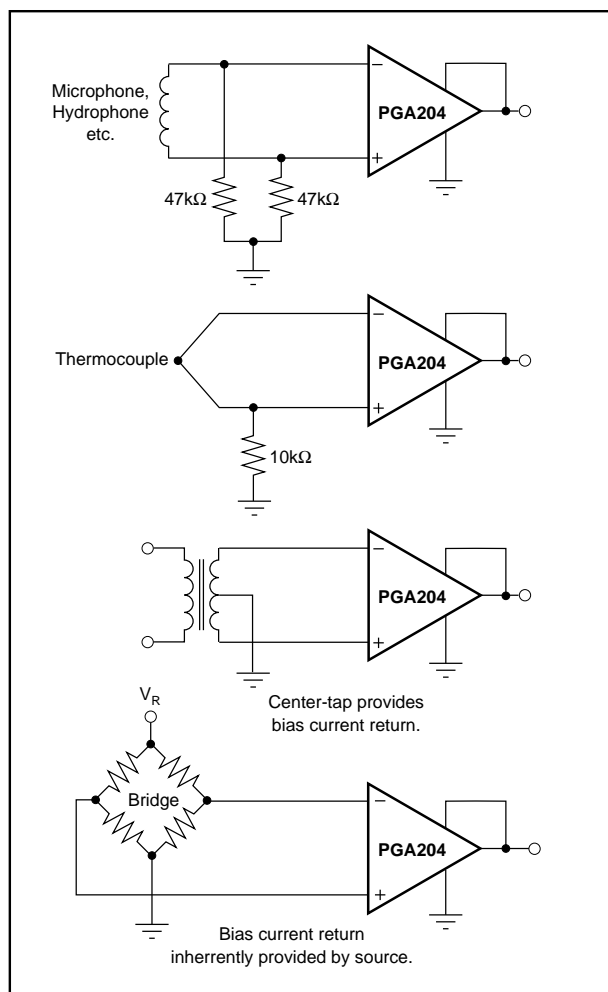 Microphone,
Hydrophone
etc.
−
PGA204
+
47kΩ
47kΩ
−
Thermocouple
PGA204
+
10kΩ
−
PGA204
+
Center-tap provides
bias current return.
VR
Bridge
−
PGA204
+
Bias current return
inherrently provided by source.